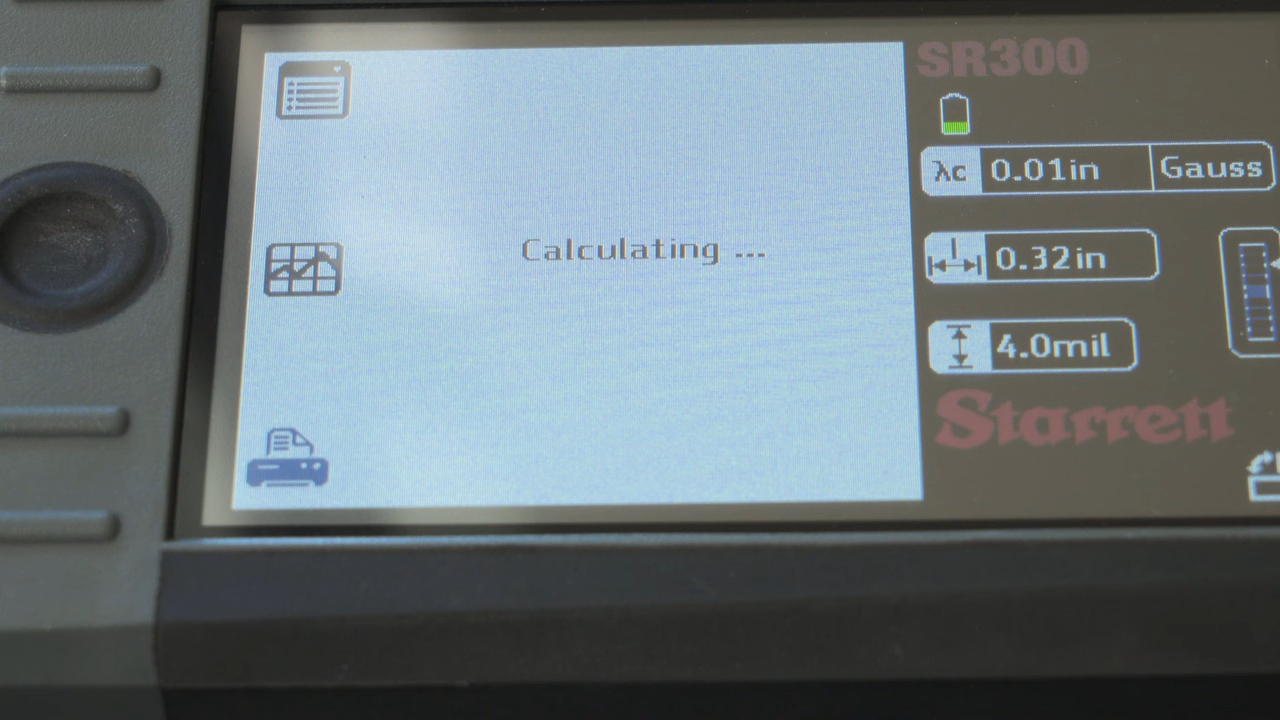 SR300
λc 0.01in Gauss
Calculating ...
0.32in
4.0mil
Starrett